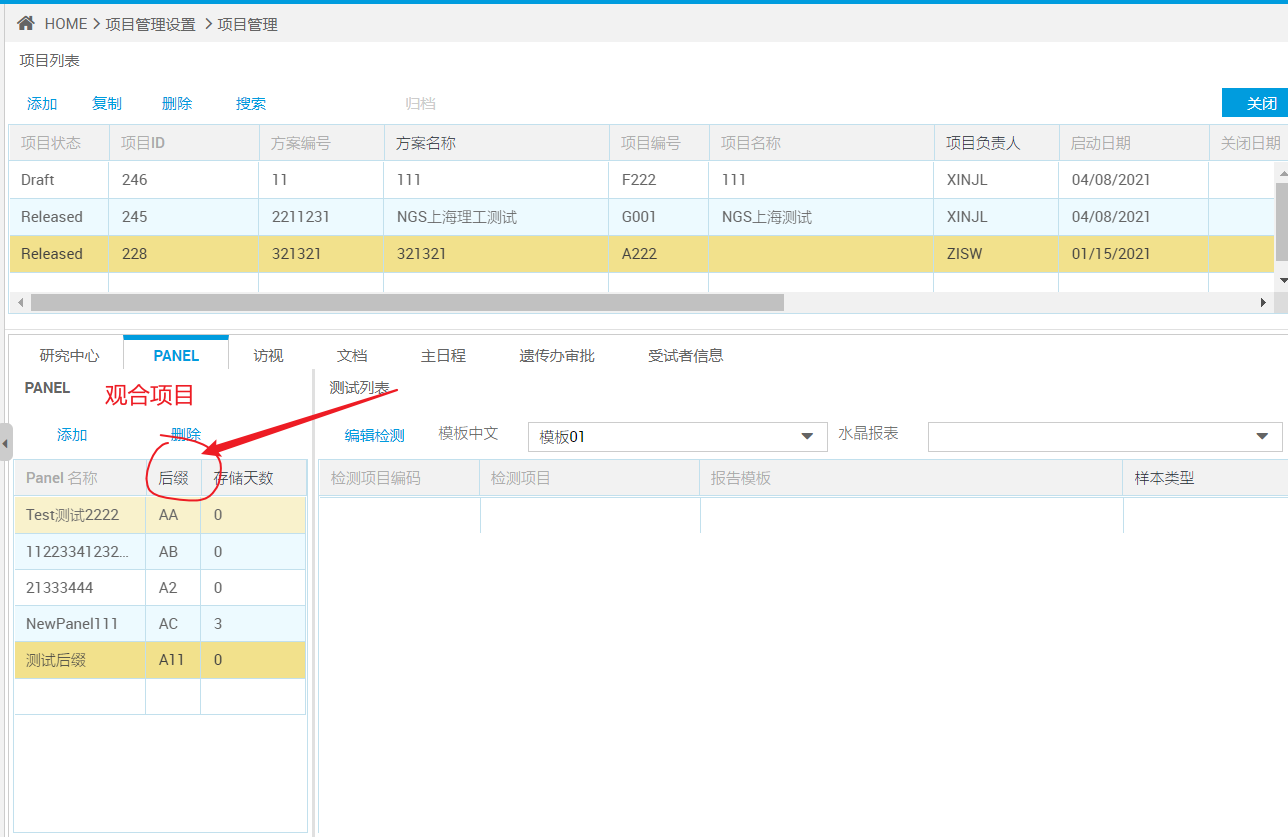 HOME > 项目管理设置 > 项目管理
项目列表
添加 复制 删除 搜索 归档 关闭
项目状态 项目ID 方案编号 方案名称 项目编号 项目名称 项目负责人 启动日期 关闭日期
Draft 246 11 111 F222 111 XINJL 04/08/2021
Released 245 2211231 NGS上海理工测试 G001 NGS上海测试 XINJL 04/08/2021
Released 228 321321 321321 A222 ZISW 01/15/2021
研究中心 PANEL 访视 文档 主日程 遗传办审批 受试者信息
PANEL 观合项目
添加 删除
Panel 名称 后缀 存储天数
Test测试2222 AA 0
11223341232... AB 0
21333444 A2 0
NewPanel111 AC 3
测试后缀 A11 0
测试列表
编辑检测 模板中文 模板01 水晶报表
检测项目编码 检测项目 报告模板 样本类型